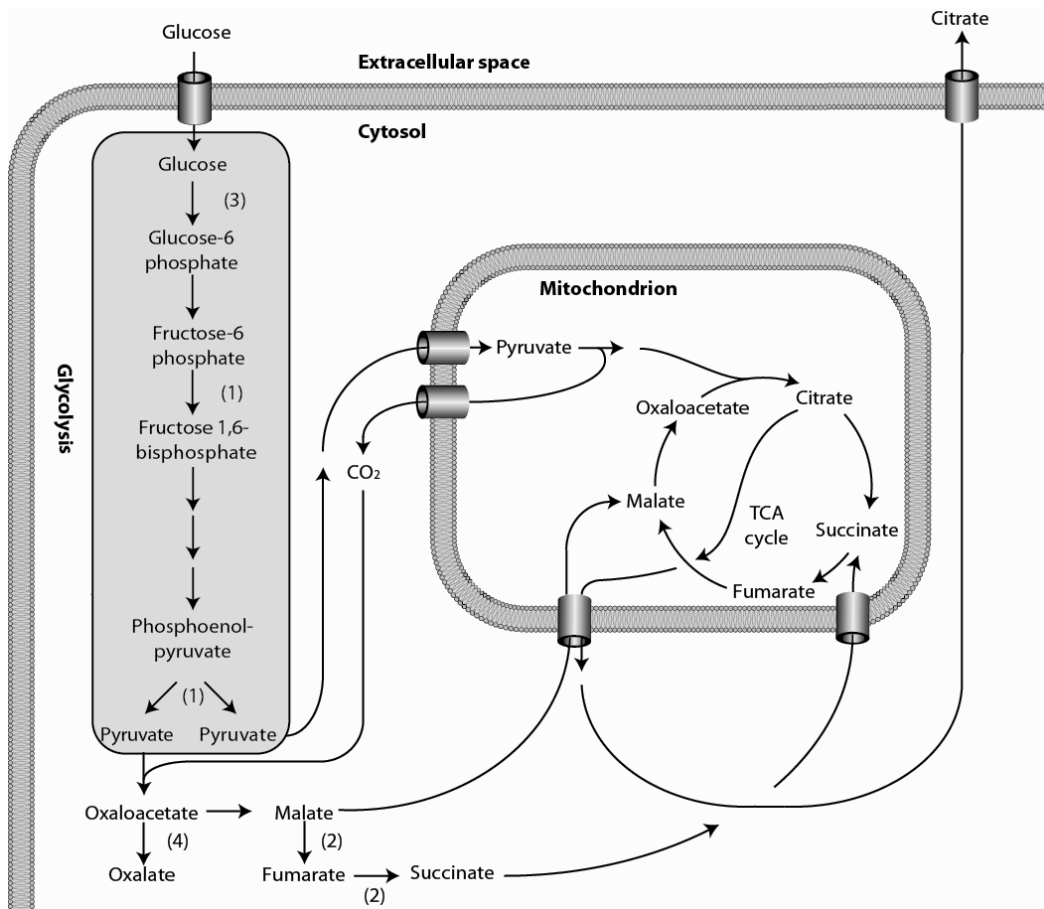 Glucose
Citrate
Extracellular space
Cytosol
Glycolysis
Glucose
(3)
Glucose-6
phosphate
Fructose-6
phosphate
(1)
Fructose 1,6-
bisphosphate
Phosphoenol-
pyruvate
(1)
Pyruvate
Pyruvate
Mitochondrion
Pyruvate
CO₂
Oxaloacetate
Citrate
Malate
TCA
cycle
Succinate
Fumarate
Oxaloacetate
Malate
(4)
(2)
Oxalate
Fumarate
Succinate
(2)